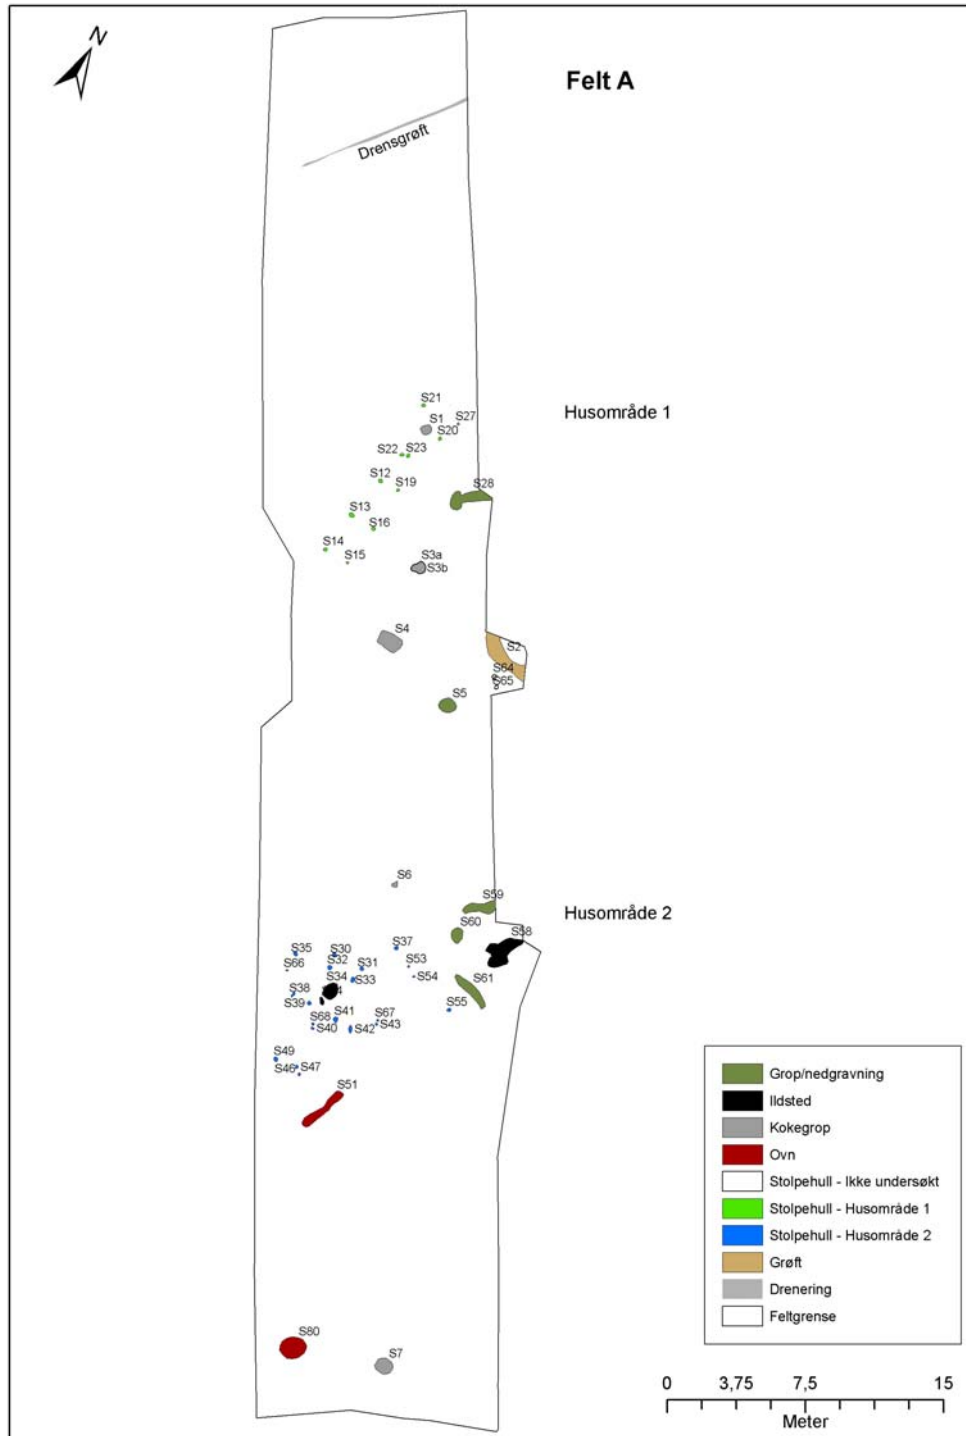 N
Felt A
Drensgrøft
S21
Husområde 1
S1
S27
S20
S22
S23
S12
S19
S28
S13
S16
S14
S15
S3a
S3b
S4
S2
S64
S65
S5
S6
S59
Husområde 2
S60
S58
S35
S30
S37
S66
S32
S31
S53
S34
S33
S54
S61
S38
S39
S41
S67
S55
S68
S43
S40
S42
S49
S46
S47
S51
S80
S7
Grop/nedgravning
Ildsted
Kokegrop
Ovn
Stolpehull - Ikke undersøkt
Stolpehull - Husområde 1
Stolpehull - Husområde 2
Grøft
Drenering
Feltgrense
0 3,75 7,5 15
Meter